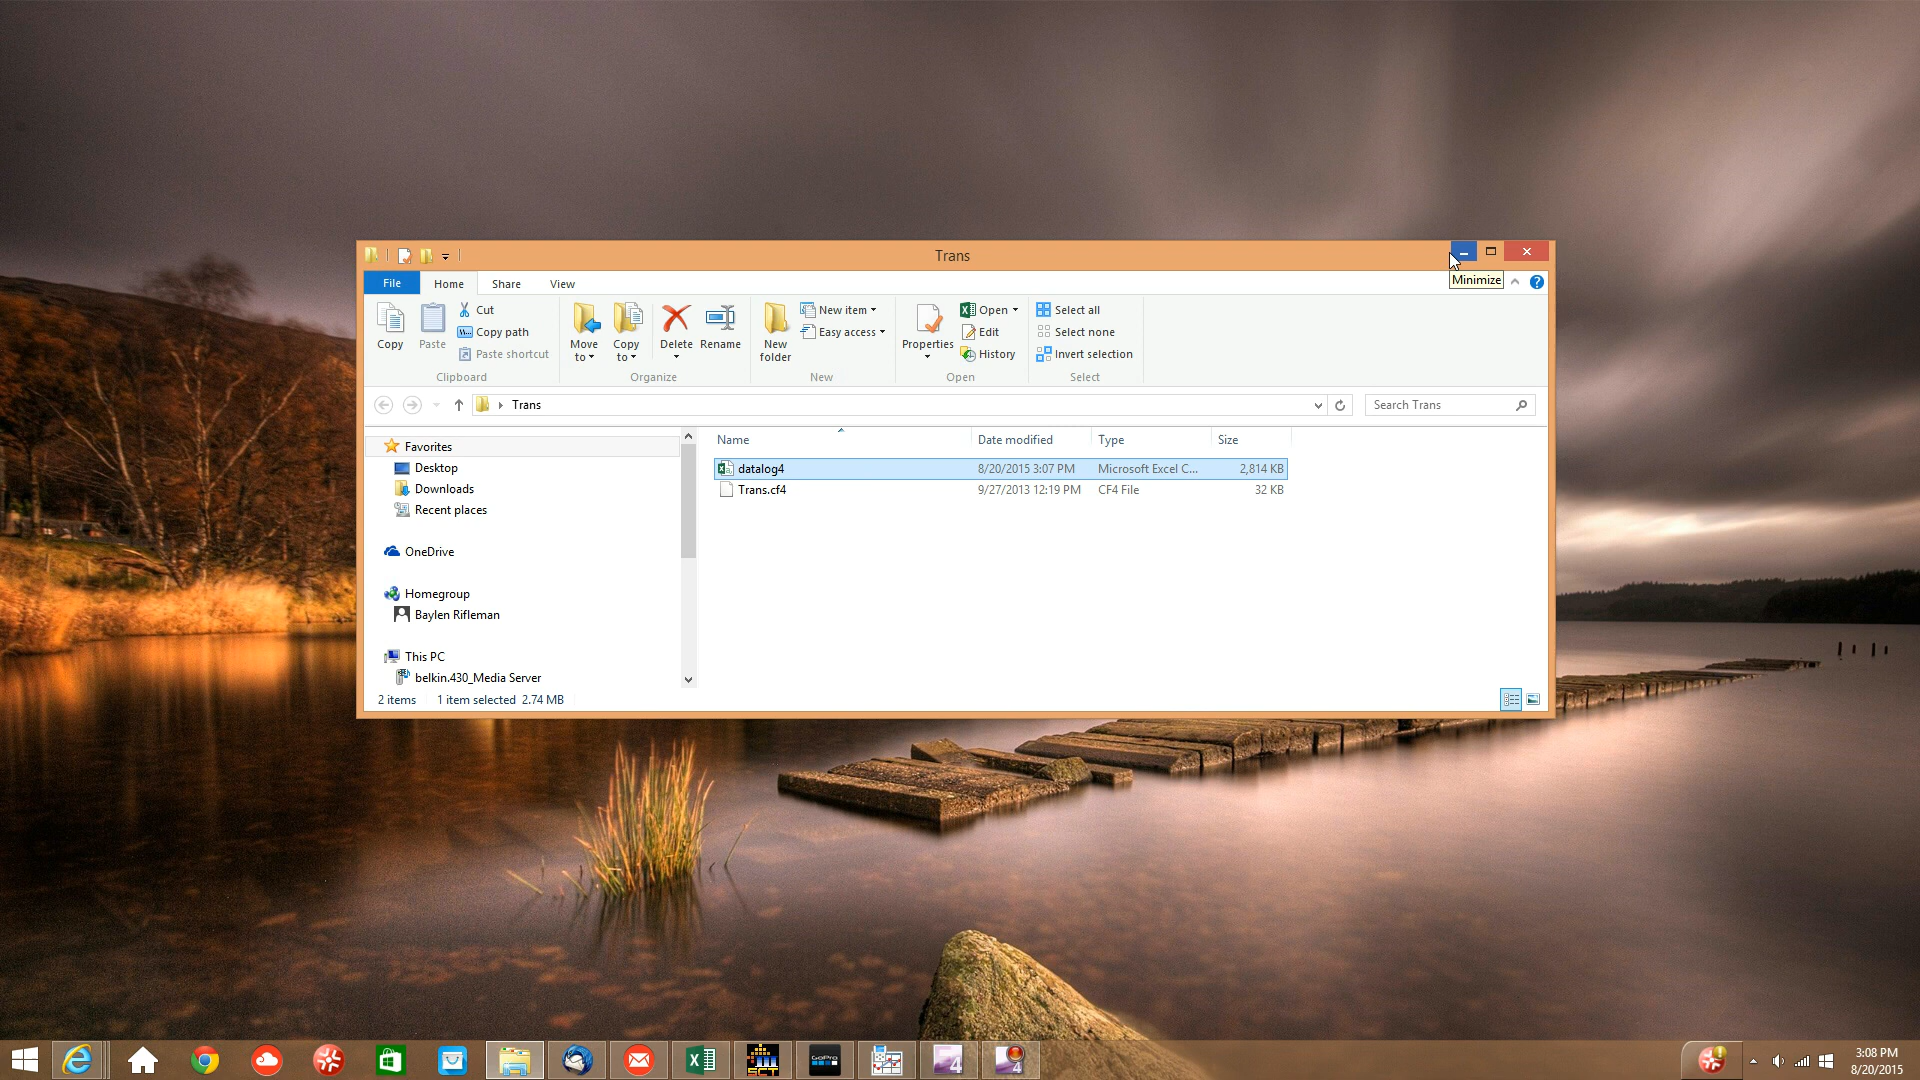 Trans
Minimize
File Home Share View
Copy
Paste
Cut
Copy path
Paste shortcut
Clipboard
Move to
Copy to
Delete
Rename
Organize
New folder
New item
Easy access
New
Properties
Open
Edit
History
Open
Select all
Select none
Invert selection
Select
Trans
Search Trans
Favorites
Desktop
Downloads
Recent places
OneDrive
Homegroup
Baylen Rifleman
This PC
belkin.430_Media Server
Name Date modified Type Size
datalog4 8/20/2015 3:07 PM Microsoft Excel C... 2,814 KB
Trans.cf4 9/27/2013 12:19 PM CF4 File 32 KB
2 items 1 item selected 2.74 MB
SCT
GoPro
4
4
3:08 PM
8/20/2015